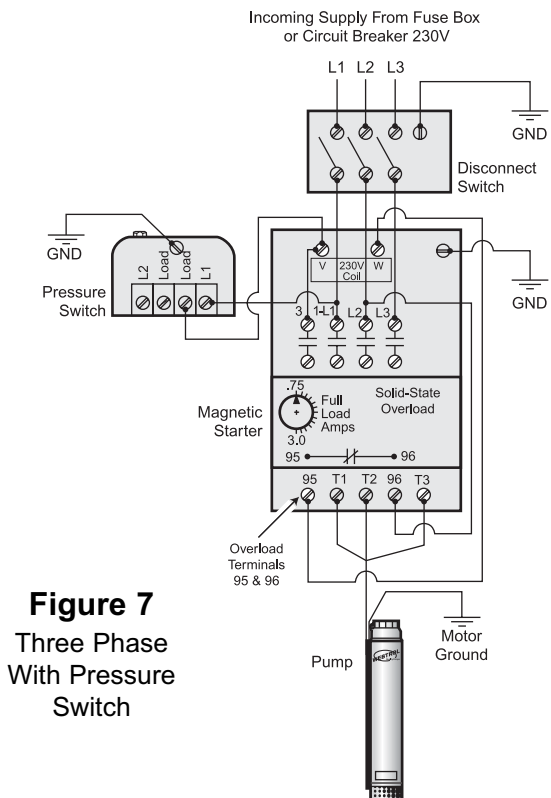 Incoming Supply From Fuse Box
or Circuit Breaker 230V
L1 L2 L3
GND
Disconnect
Switch
GND
L2 Load Load L1
Pressure
Switch
V 230V W
Coil
GND
3 1-L1 L2 L3
.75
Full
Load
Amps
3.0
Solid-State
Overload
Magnetic
Starter
95 96
95 T1 T2 96 T3
Overload
Terminals
95 & 96
Figure 7
Three Phase
With Pressure
Switch
Pump
Motor
Ground